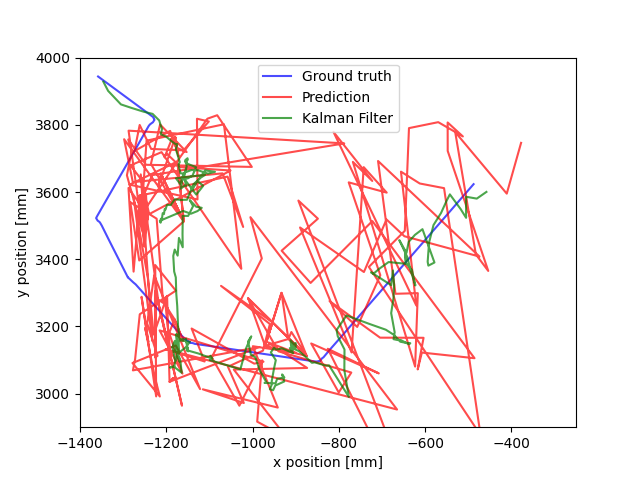 4000
3800
3600
3400
3200
3000
y position [mm]
Ground truth
Prediction
Kalman Filter
−1400 −1200 −1000 −800 −600 −400
x position [mm]